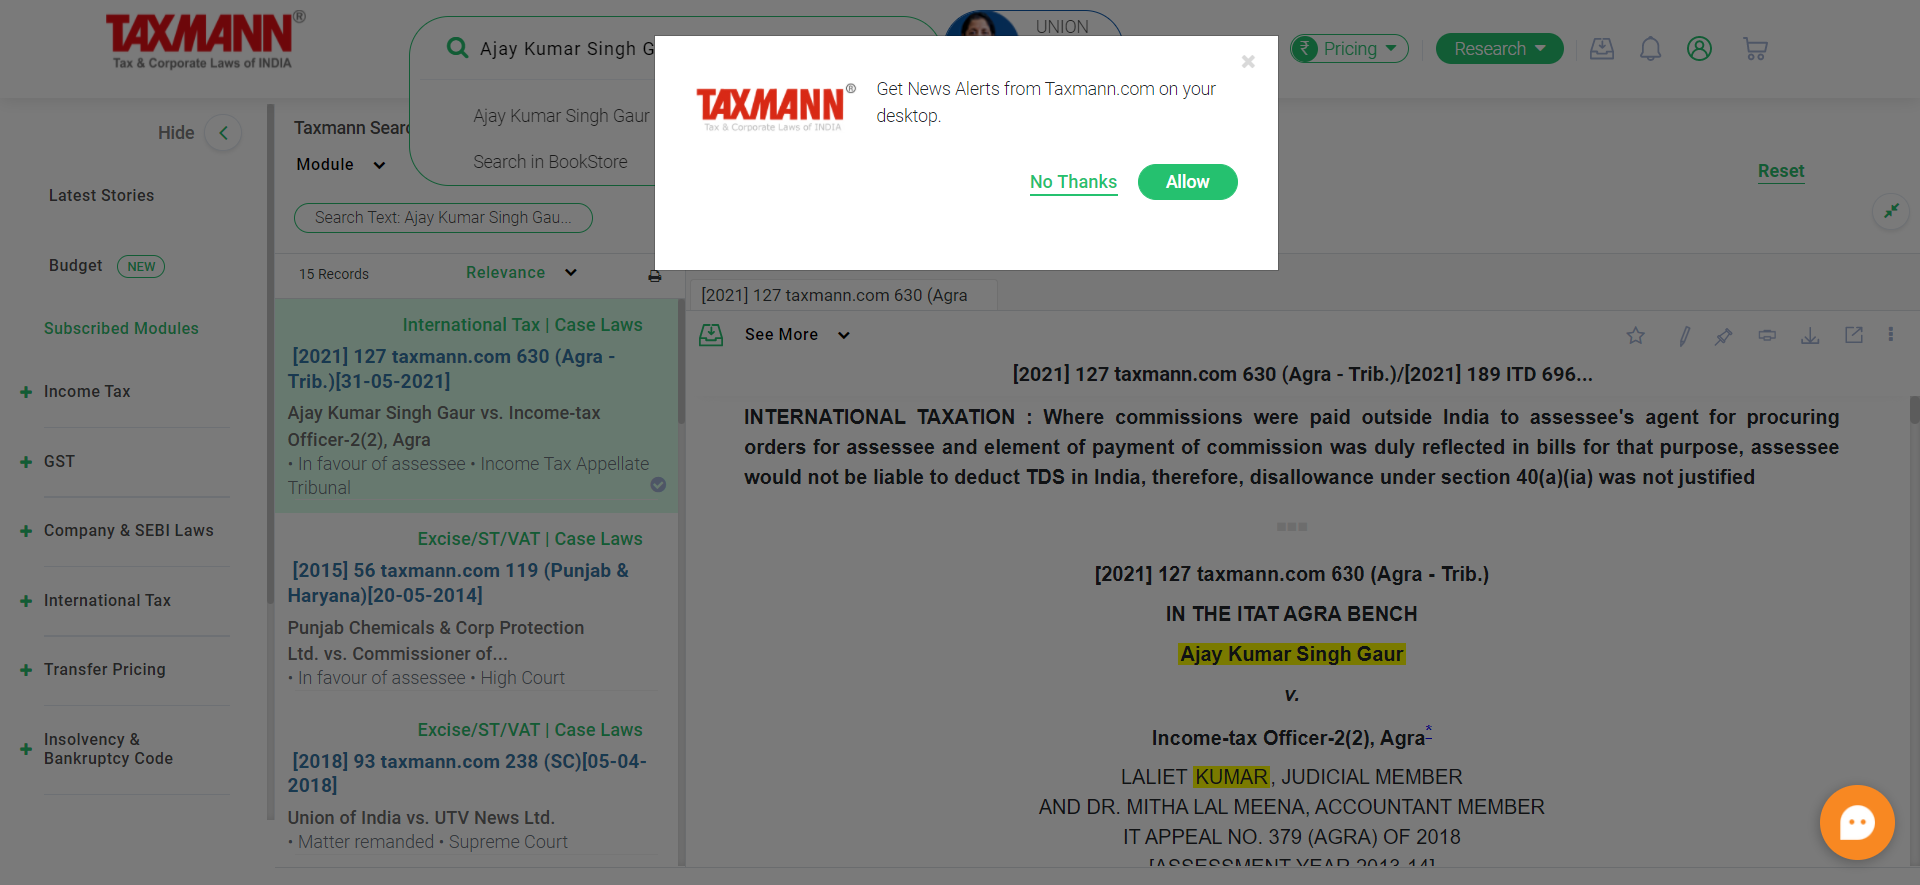 TAXMANN®
Tax & Corporate Laws of INDIA
Ajay Kumar Singh G
Ajay Kumar Singh Gaur
Search in BookStore
UNION
Pricing
Research
TAXMANN®
Tax & Corporate Laws of INDIA
Get News Alerts from Taxmann.com on your
desktop.
No Thanks
Allow
Reset
Hide
Latest Stories
Budget NEW
Subscribed Modules
Income Tax
GST
Company & SEBI Laws
International Tax
Transfer Pricing
Insolvency &
Bankruptcy Code
Taxmann Searc
Module
Search Text: Ajay Kumar Singh Gau...
15 Records
Relevance
International Tax | Case Laws
[2021] 127 taxmann.com 630 (Agra -
Trib.)[31-05-2021]
Ajay Kumar Singh Gaur vs. Income-tax
Officer-2(2), Agra
• In favour of assessee • Income Tax Appellate
Tribunal
Excise/ST/VAT | Case Laws
[2015] 56 taxmann.com 119 (Punjab &
Haryana)[20-05-2014]
Punjab Chemicals & Corp Protection
Ltd. vs. Commissioner of...
• In favour of assessee • High Court
Excise/ST/VAT | Case Laws
[2018] 93 taxmann.com 238 (SC)[05-04-
2018]
Union of India vs. UTV News Ltd.
• Matter remanded • Supreme Court
[2021] 127 taxmann.com 630 (Agra
See More
[2021] 127 taxmann.com 630 (Agra - Trib.)/[2021] 189 ITD 696...
INTERNATIONAL TAXATION : Where commissions were paid outside India to assessee's agent for procuring
orders for assessee and element of payment of commission was duly reflected in bills for that purpose, assessee
would not be liable to deduct TDS in India, therefore, disallowance under section 40(a)(ia) was not justified
[2021] 127 taxmann.com 630 (Agra - Trib.)
IN THE ITAT AGRA BENCH
Ajay Kumar Singh Gaur
v.
Income-tax Officer-2(2), Agra*
LALIET KUMAR, JUDICIAL MEMBER
AND DR. MITHA LAL MEENA, ACCOUNTANT MEMBER
IT APPEAL NO. 379 (AGRA) OF 2018
[ASSESSMENT YEAR 2013-14]